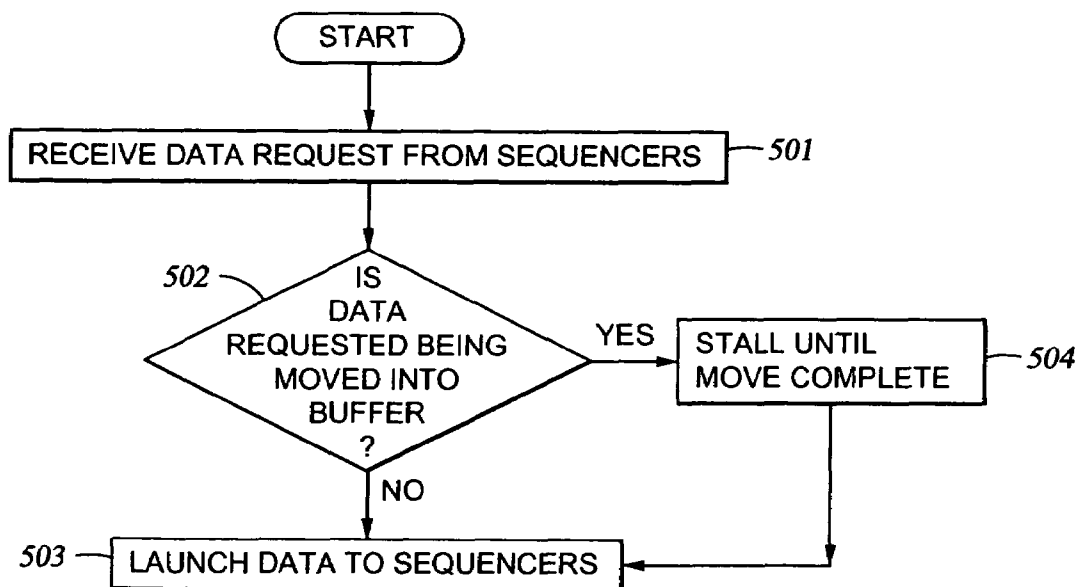 START
RECEIVE DATA REQUEST FROM SEQUENCERS
501
502
IS
DATA
REQUESTED BEING
MOVED INTO
BUFFER
?
YES
STALL UNTIL
MOVE COMPLETE
504
NO
503
LAUNCH DATA TO SEQUENCERS